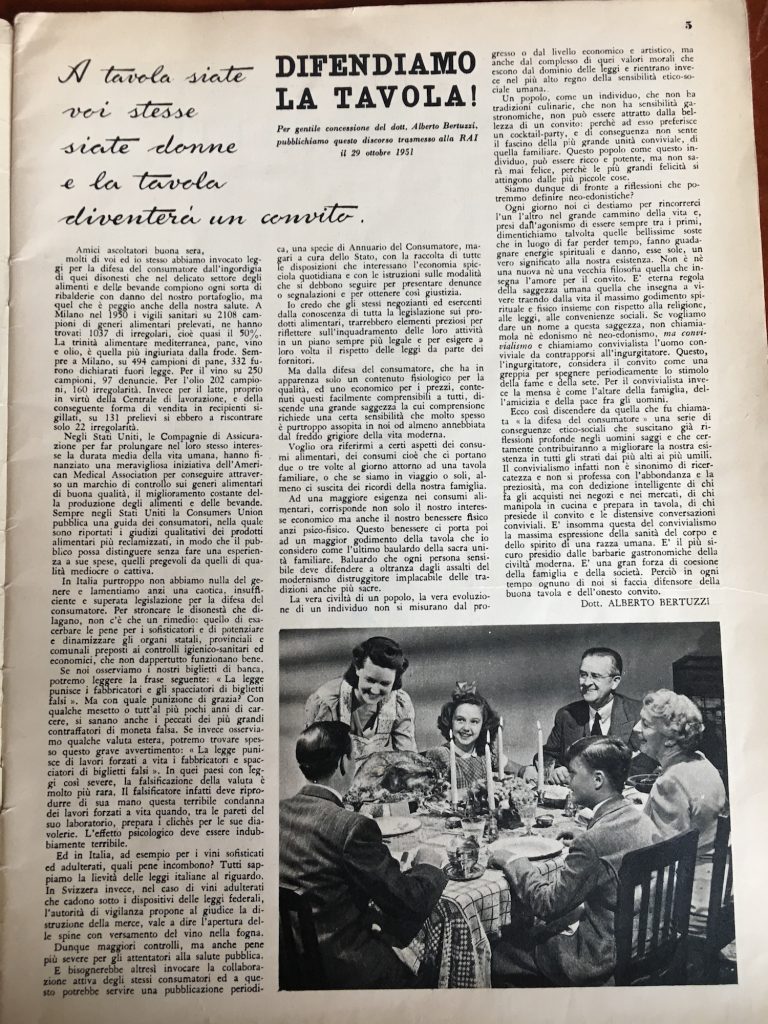 5
A tavola siate
voi stesse
siate donne
e la tavola
diventerà un convito.
DIFENDIAMO
LA TAVOLA!
Per gentile concessione del dott. Alberto Bertuzzi,
pubblichiamo questo discorso trasmesso alla RAI
il 29 ottobre 1951
Amici ascoltatori buona sera,
molti di voi ed io stesso abbiamo invocato leg-
gi per la difesa del consumatore dall'ingordigia
di quei disonesti che nel delicato settore degli
alimenti e delle bevande compiono ogni sorta di
ribalderie con danno del nostro portafoglio, ma
quel che è peggio anche della nostra salute. A
Milano nel 1950 i vigili sanitari su 2108 cam-
pioni di generi alimentari prelevati, ne hanno
trovati 1037 di irregolari, cioè quasi il 50%.
La trinità alimentare mediterranea, pane, vino
e olio, è quella più ingiuriata dalla frode. Sem-
pre a Milano, su 494 campioni di pane, 332 fu-
rono dichiarati fuori legge. Per il vino su 250
campioni, 97 denuncie. Per l'olio 202 campio-
ni, 160 irregolarità. Invece per il latte, proprio
in virtù della Centrale di lavorazione, e della
conseguente forma di vendita in recipienti si-
gillati, su 131 prelievi si ebbero a riscontrare
solo 22 irregolarità.
Negli Stati Uniti, le Compagnie di Assicura-
zione per far prolungare nel loro stesso interes-
se la durata media della vita umana, hanno fi-
nanziato una meravigliosa iniziativa dell'Ameri-
can Medical Association per conseguire attraver-
so un marchio di controllo sui generi alimentari
di buona qualità, il miglioramento costante del-
la produzione degli alimenti e delle bevande.
Sempre negli Stati Uniti la Consumers Union
pubblica una guida dei consumatori, nella quale
sono riportati i giudizi qualitativi dei prodotti
alimentari più reclamizzati, in modo che il pub-
blico possa distinguere senza fare una esperien-
za a sue spese, quelli pregevoli da quelli di qua-
lità mediocre o cattiva.
In Italia purtroppo non abbiamo nulla del ge-
nere e lamentiamo anzi una caotica, insuffi-
ciente e superata legislazione per la difesa del
consumatore. Per stroncare le disonestà che di-
lagano, non c'è che un rimedio: quello di esa-
cerbare le pene per i sofisticatori e di potenziare
e dinamizzare gli organi statali, provinciali e
comunali preposti ai controlli igienico-sanitari ed
economici, che non dappertutto funzionano bene.
Se noi osserviamo i nostri biglietti di banca,
potremo leggere la frase seguente: « La legge
punisce i fabbricatori e gli spacciatori di biglietti
falsi ». Ma con quale punizione di grazia? Con
qualche mesetto o tutt'al più pochi anni di car-
cere, si sanano anche i peccati dei più grandi
contraffatori di moneta falsa. Se invece osservia-
mo qualche valuta estera, potremo trovare spes-
so questo grave avvertimento: « La legge puni-
sce di lavori forzati a vita i fabbricatori e spac-
ciatori di biglietti falsi ». In quei paesi con leg-
gi così severe, la falsificazione della valuta è
molto più rara. Il falsificatore infatti deve ripro-
durre di sua mano questa terribile condanna
dei lavori forzati a vita quando, tra le pareti del
suo laboratorio, prepara i clichès per le sue dia-
volerie. L'effetto psicologico deve essere indub-
biamente terribile.
Ed in Italia, ad esempio per i vini sofisticati
ed adulterati, quali pene incombono? Tutti sap-
piamo la lievità delle leggi italiane al riguardo.
In Svizzera invece, nel caso di vini adulterati
che cadono sotto i dispositivi delle leggi federali,
l'autorità di vigilanza propone al giudice la di-
struzione della merce, vale a dire l'apertura del-
le spine con versamento del vino nella fogna.
Dunque maggiori controlli, ma anche pene
più severe per gli attentatori alla salute pubblica.
E bisognerebbe altresì invocare la collabora-
zione attiva degli stessi consumatori ed a que-
sto potrebbe servire una pubblicazione periodi-
ca, una specie di Annuario del Consumatore, ma-
gari a cura dello Stato, con la raccolta di tutte
le disposizioni che interessano l'economia spic-
ciola quotidiana e con le istruzioni sulle modalità
che si debbono seguire per presentare denunce
o segnalazioni e per ottenere così giustizia.
Io credo che gli stessi negozianti ed esercenti
dalla conoscenza di tutta la legislazione sui pro-
dotti alimentari, trarrebbero elementi preziosi per
riflettere sull'inquadramento delle loro attività
in un piano sempre più legale e per esigere a
loro volta il rispetto delle leggi da parte dei
fornitori.
Ma dalla difesa del consumatore, che ha in
apparenza solo un contenuto fisiologico per la
qualità, ed uno economico per i prezzi, conte-
nuti questi facilmente comprensibili a tutti, di-
scende una grande saggezza la cui comprensione
richiede una certa sensibilità che molto spesso
è purtroppo assopita in noi od almeno annebbiata
dal freddo grigiore della vita moderna.
Voglio ora riferirmi a certi aspetti dei consu-
mi alimentari, dei consumi cioè che ci portano
due o tre volte al giorno attorno ad una tavola
familiare, o che se siamo in viaggio o soli, al-
meno ci suscita dei ricordi della nostra famiglia.
Ad una maggiore esigenza nei consumi ali-
mentari, corrisponde non solo il nostro interes-
se economico ma anche il nostro benessere fisico
anzi psico-fisico. Questo benessere ci porta poi
ad un maggior godimento della tavola che io
considero come l'ultimo baulardo della sacra uni-
tà familiare. Baluardo che ogni persona sensi-
bile deve difendere a oltranza dagli assalti del
modernismo distruggitore implacabile delle tra-
dizioni anche più sacre.
La vera civiltà di un popolo, la vera evoluzio-
ne di un individuo non si misurano dal pro-
gresso o dal livello economico e artistico, ma
anche dal complesso di quei valori morali che
escono dal dominio delle leggi e rientrano inve-
ce nel più alto regno della sensibilità etico-so-
ciale umana.
Un popolo, come un individuo, che non ha
tradizioni culinarie, che non ha sensibilità ga-
stronomiche, non può essere attratto dalla bel-
lezza di un convito: perchè ad esso preferisce
un cocktail-party, e di conseguenza non sente
il fascino della più grande unità conviviale, di
quella familiare. Questo popolo come questo in-
dividuo, può essere ricco e potente, ma non sa-
rà mai felice, perchè le più grandi felicità si
attingono dalle più piccole cose.
Siamo dunque di fronte a riflessioni che po-
tremmo definire neo-edonistiche?
Ogni giorno noi ci destiamo per rincorrerci
l'un l'altro nel grande cammino della vita e,
presi dall'agonismo di essere sempre tra i primi,
dimentichiamo talvolta quelle bellissime soste
che in luogo di far perder tempo, fanno guada-
gnare energie spirituali e danno, esse sole, un
vero significato alla nostra esistenza. Non è nè
una nuova nè una vecchia filosofia quella che in-
segna l'amore per il convito. E' eterna regola
della saggezza umana quella che insegna a vi-
vere traendo dalla vita il massimo godimento spi-
rituale e fisico insieme con rispetto alla religione,
alle leggi, alle convenienze sociali. Se vogliamo
dare un nome a questa saggezza, non chiamia-
mola nè edonismo nè neo-edonismo, ma convi-
vialismo e chiamiamo convivialista l'uomo con-
viviale da contrapporsi all'ingurgitatore. Questo,
l'ingurgitatore, considera il convito come una
greppia per spegnere periodicamente lo stimolo
della fame e della sete. Per il convivialista inve-
ce la mensa è come l'altare della famiglia, del-
l'amicizia e della pace fra gli uomini.
Ecco così discendere da quella che fu chiama-
ta « la difesa del consumatore » una serie di
conseguenze etico-sociali che suscitano già ri-
flessioni profonde negli uomini saggi e che cer-
tamente contribuiranno a migliorare la nostra esi-
stenza in tutti gli strati dai più alti ai più umili.
Il convivialismo infatti non è sinonimo di ricer-
catezza e non si professa con l'abbondanza e la
preziosità, ma con dedizione intelligente di chi
fa gli acquisti nei negozi e nei mercati, di chi
manipola in cucina e prepara in tavola, di chi
presiede il convito e le distensive conversazioni
conviviali. E' insomma questa del convivialismo
la massima espressione della sanità del corpo e
dello spirito di una razza umana. E' il più si-
curo presidio dalle barbarie gastronomiche della
civiltà moderna. E' una gran forza di coesione
della famiglia e della società. Perciò in ogni
tempo ognuno di noi si faccia difensore della
buona tavola e dell'onesto convito.
Dott. ALBERTO BERTUZZI